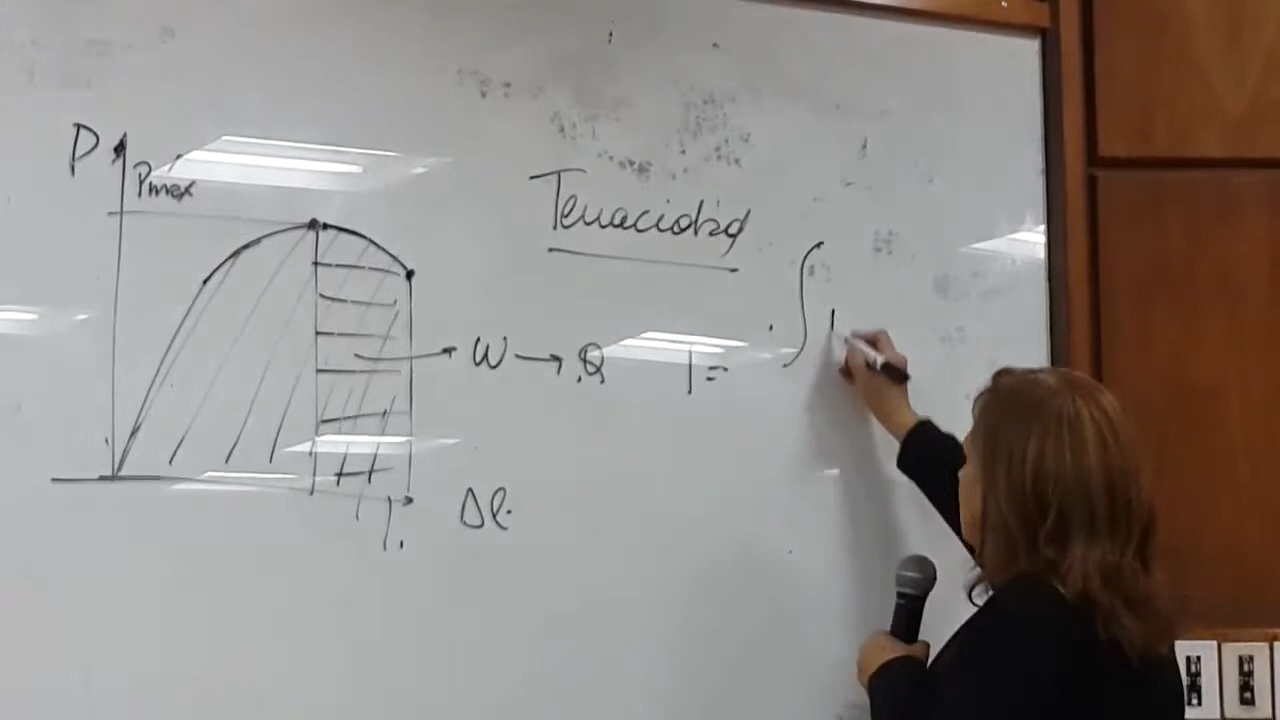 P
Pmax
Tenacidad
∫
W → Q
T =
Δl